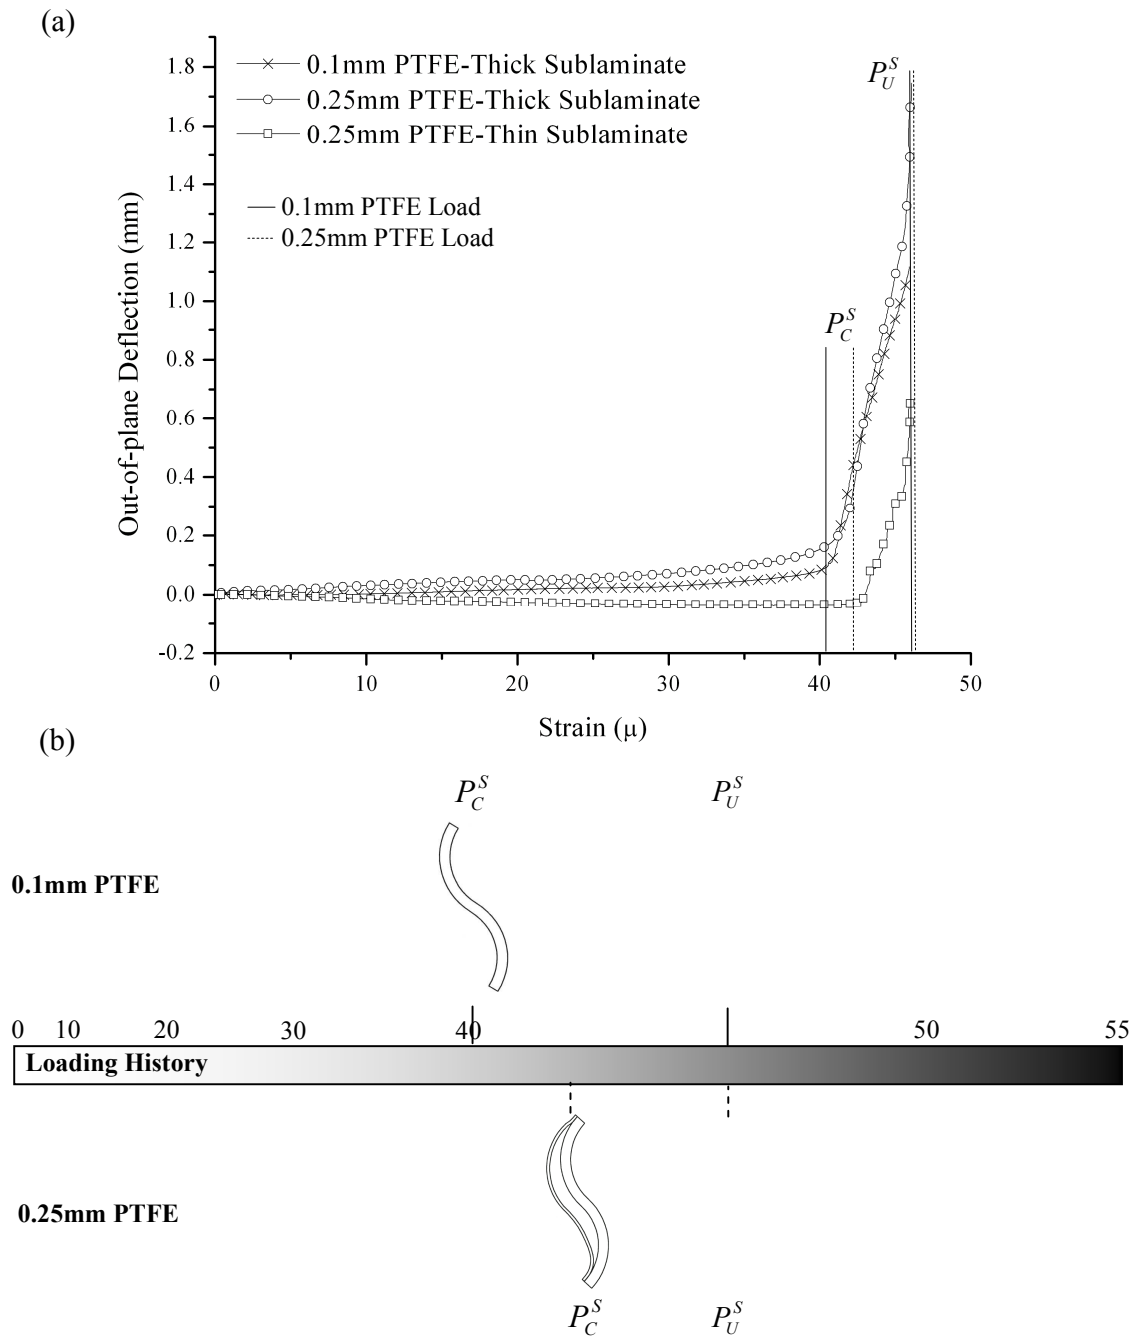 (a)
1.8
1.6
1.4
1.2
1.0
0.8
0.6
0.4
0.2
0.0
-0.2
Out-of-plane Deflection (mm)
0.1mm PTFE-Thick Sublaminate
0.25mm PTFE-Thick Sublaminate
0.25mm PTFE-Thin Sublaminate
0.1mm PTFE Load
0.25mm PTFE Load
P_U^S
P_C^S
0 10 20 30 40 50
Strain (μ)
(b)
P_C^S P_U^S
0.1mm PTFE
0 10 20 30 40 50 55
Loading History
0.25mm PTFE
P_C^S P_U^S